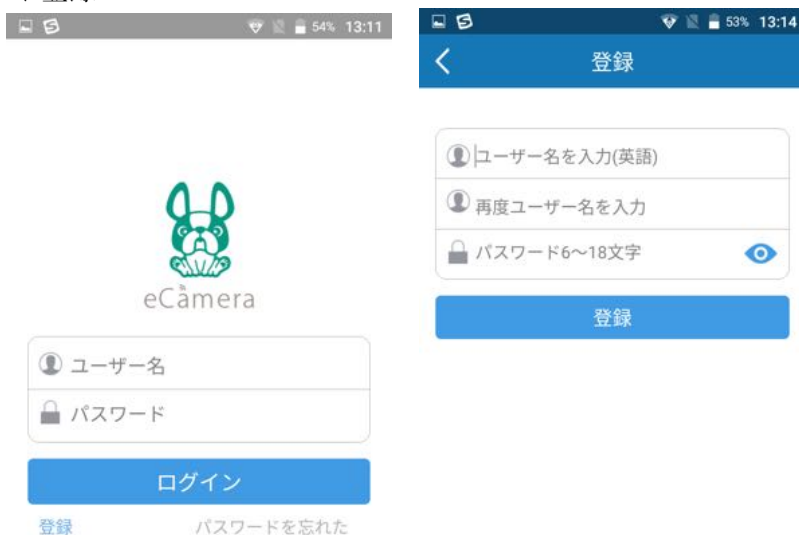 54% 13:11
eCamera
ユーザー名
パスワード
ログイン
登録 パスワードを忘れた
53% 13:14
登録
ユーザー名を入力(英語)
再度ユーザー名を入力
パスワード6〜18文字
登録